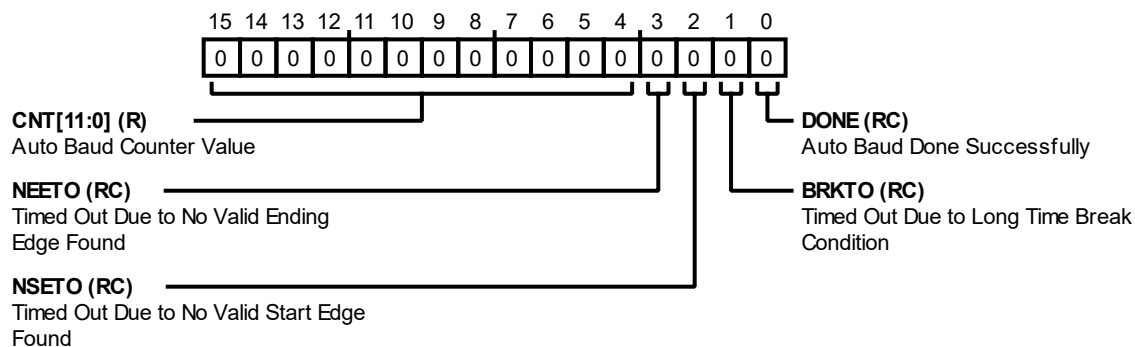 15 14 13 12 11 10 9 8 7 6 5 4 3 2 1 0
0 0 0 0 0 0 0 0 0 0 0 0 0 0 0 0
CNT[11:0] (R)
Auto Baud Counter Value
NEETO (RC)
Timed Out Due to No Valid Ending
Edge Found
NSETO (RC)
Timed Out Due to No Valid Start Edge
Found
DONE (RC)
Auto Baud Done Successfully
BRKTO (RC)
Timed Out Due to Long Time Break
Condition